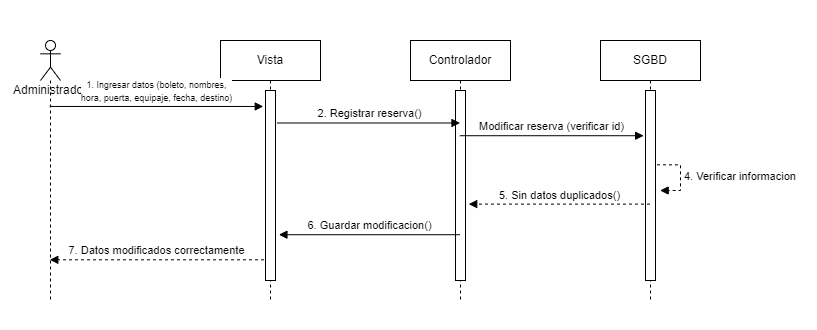 Vista
Controlador
SGBD
Administrado
1. Ingresar datos (boleto, nombres,
hora, puerta, equipaje, fecha, destino)
2. Registrar reserva()
Modificar reserva (verificar id)
4. Verificar informacion
5. Sin datos duplicados()
6. Guardar modificacion()
7. Datos modificados correctamente